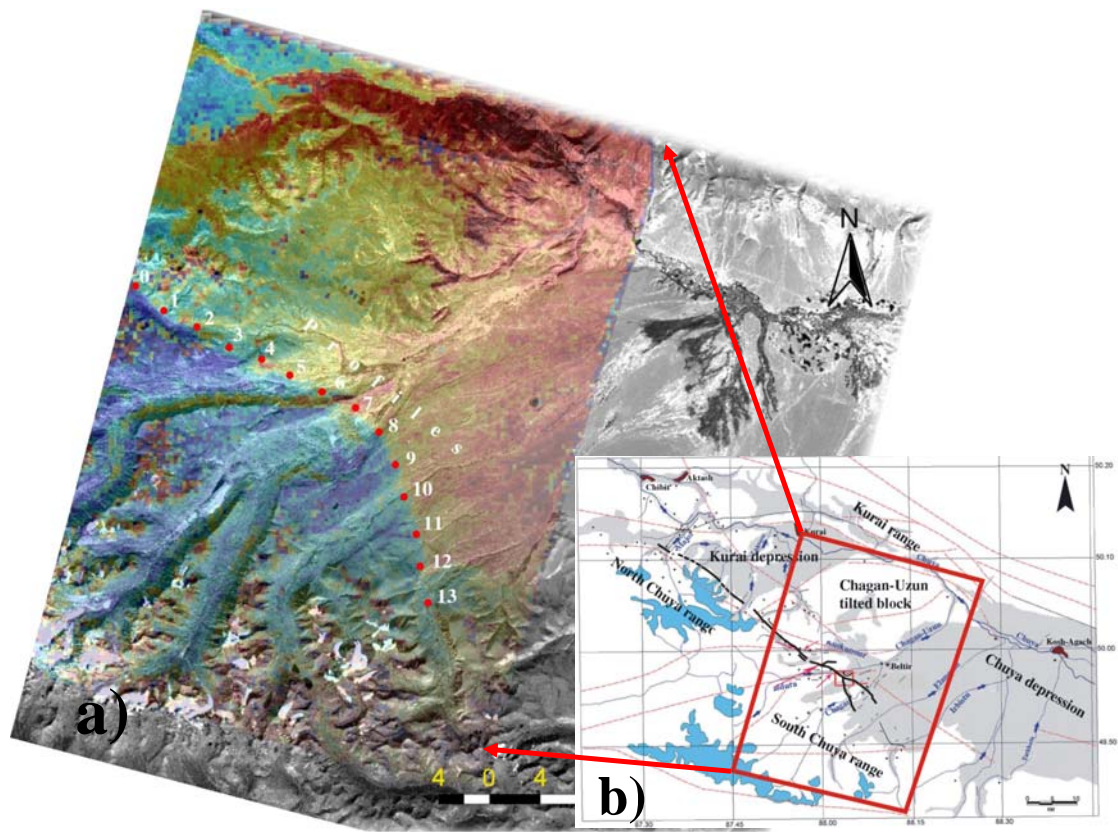 N
0
1
2
3
4
5
6
7
8
9
10
11
12
13
Profiles
a)
4 0 4
b)
N
50.20
50.10
50.00
49.50
87.30 87.45 88.00 88.15 88.30
Chibit
Aktash
Kurai
Kurai range
Kurai depression
Chagan-Uzun
tilted block
North Chuya range
Chuya
Chagan-Uzun
Beltir
Kosh-Agach
Chuya
Chuya depression
South Chuya range